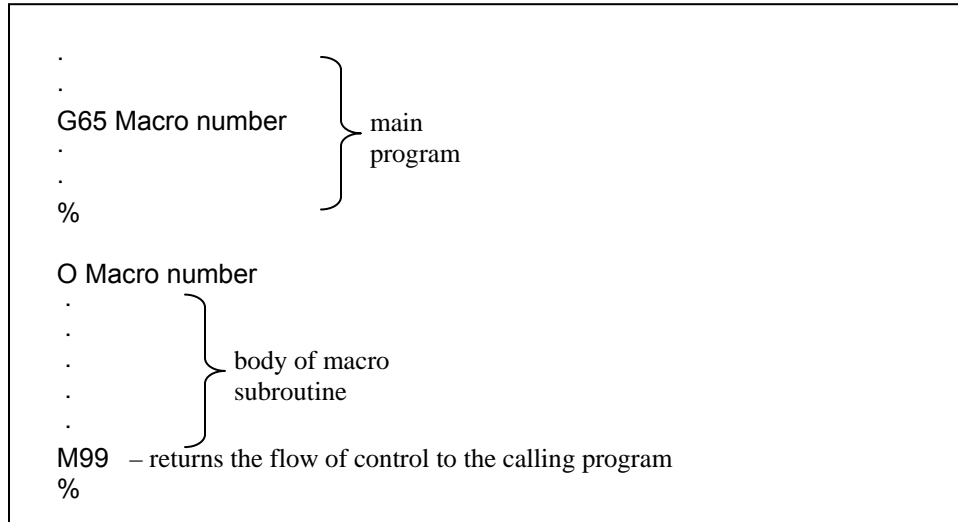 .
.
G65 Macro number
.
.
%
main
program
O Macro number
.
.
.
.
.
body of macro
subroutine
M99 – returns the flow of control to the calling program
%